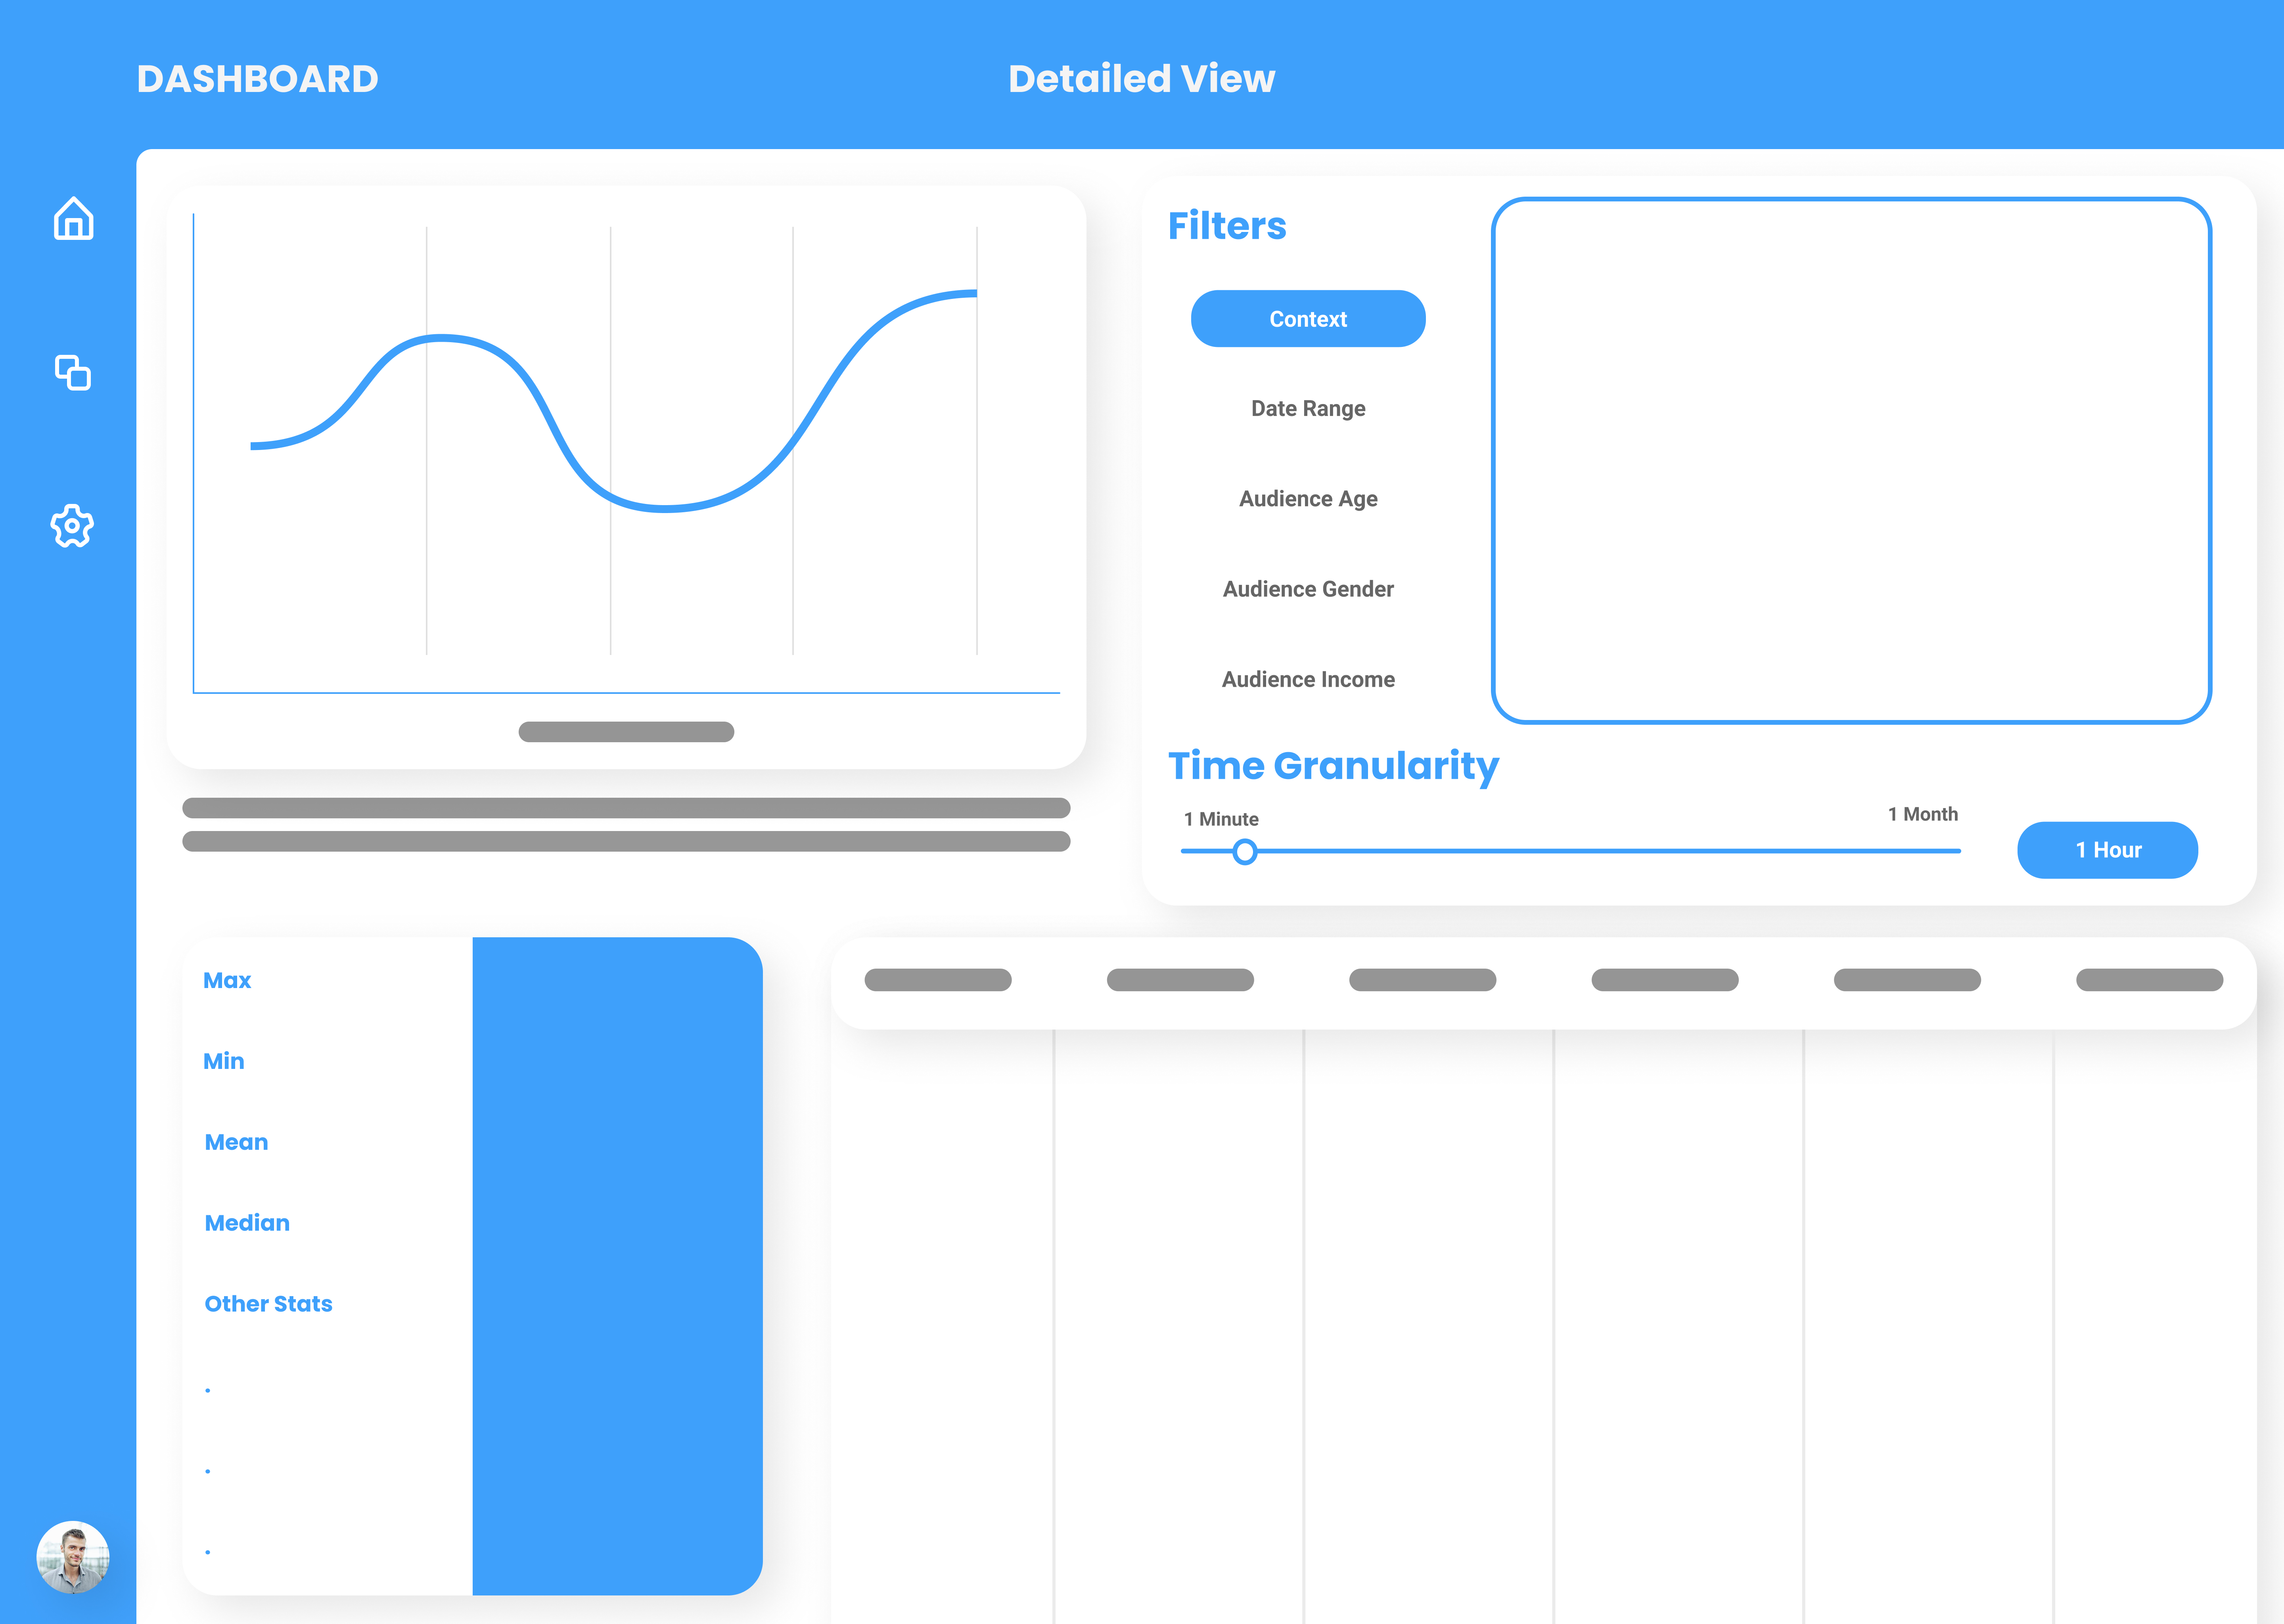 DASHBOARD
Detailed View
Filters
Context
Date Range
Audience Age
Audience Gender
Audience Income
Time Granularity
1 Minute
1 Month
1 Hour
Max
Min
Mean
Median
Other Stats
.
.
.